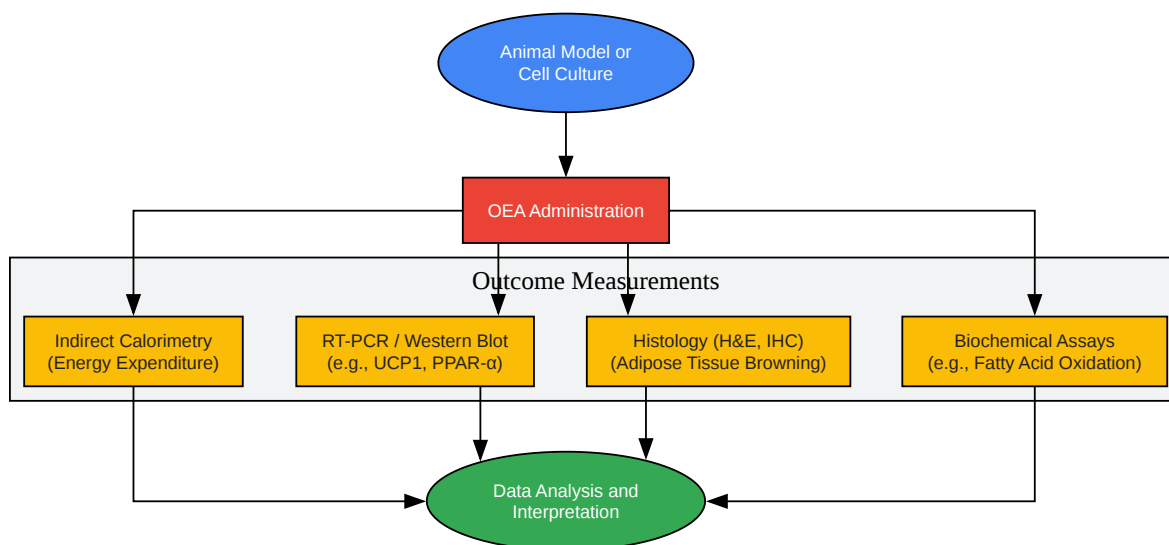 Animal Model or
Cell Culture
OEA Administration
Outcome Measurements
Indirect Calorimetry
(Energy Expenditure)
RT-PCR / Western Blot
(e.g., UCP1, PPAR-α)
Histology (H&E, IHC)
(Adipose Tissue Browning)
Biochemical Assays
(e.g., Fatty Acid Oxidation)
Data Analysis and
Interpretation